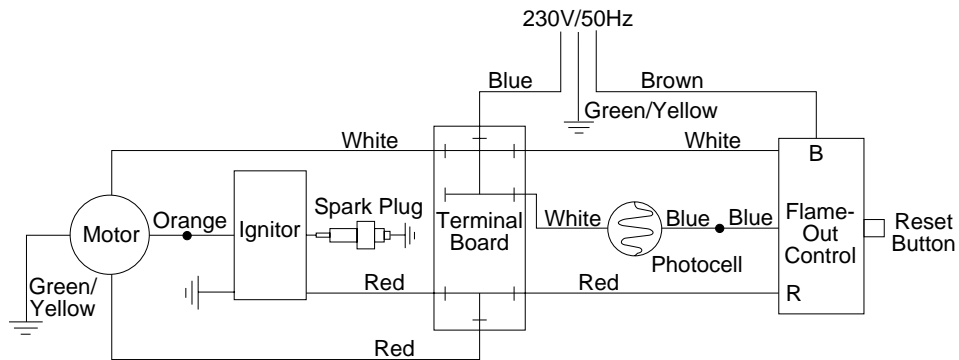 230V/50Hz
Blue
Brown
Green/Yellow
White
White
B
Motor
Orange
Ignitor
Spark Plug
Terminal
Board
White
Blue
Blue
Photocell
Flame-
Out
Control
Reset
Button
Green/
Yellow
Red
Red
R
Red